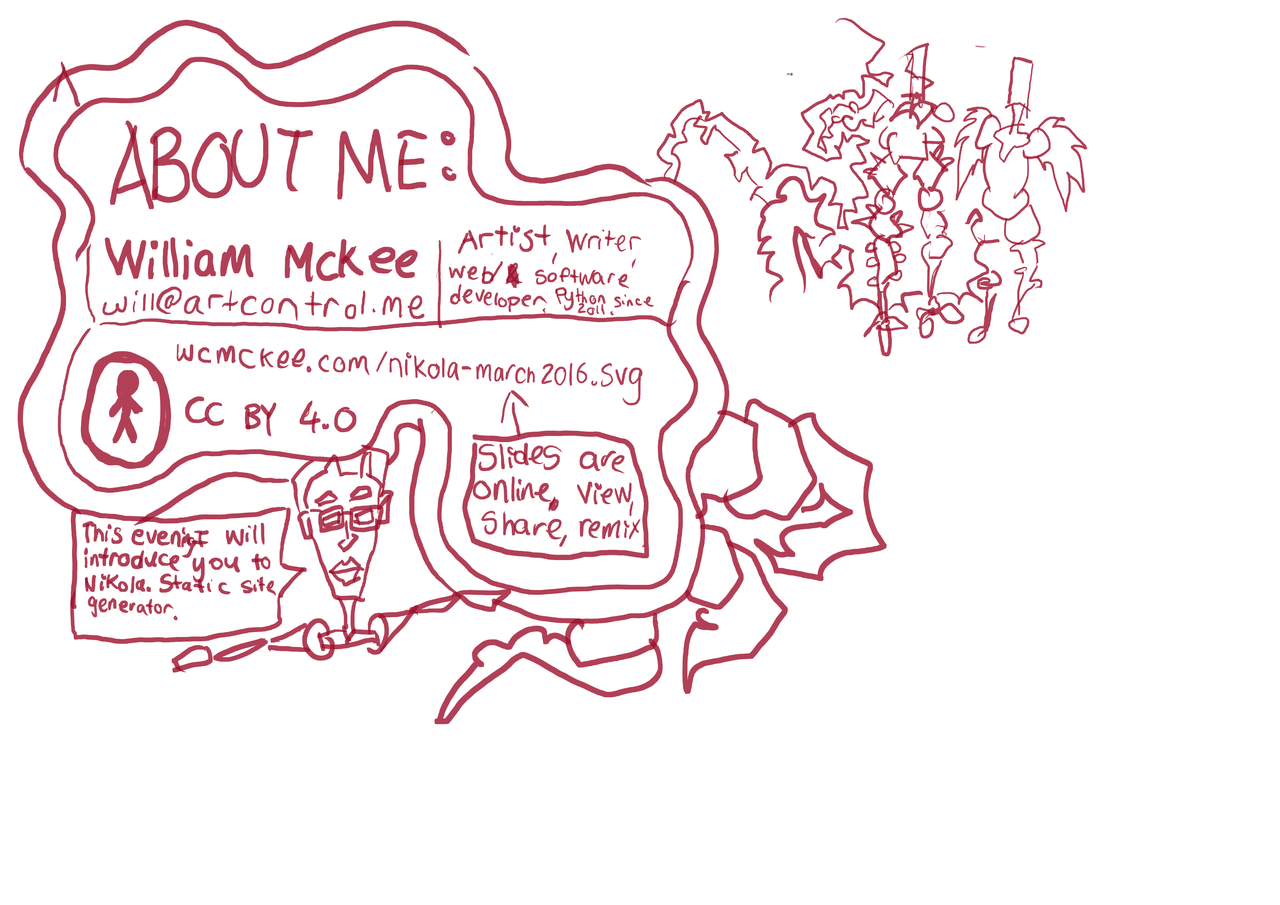 ABOUT ME:
William McKee
will@artcontrol.me
Artist, Writer,
web/& software
developer. Python since
2011.
wcmckee.com/nikola-march2016.svg
CC BY 4.0
Slides are
online, view,
share, remix
This evening I will
introduce you to
Nikola. Static site
generator.